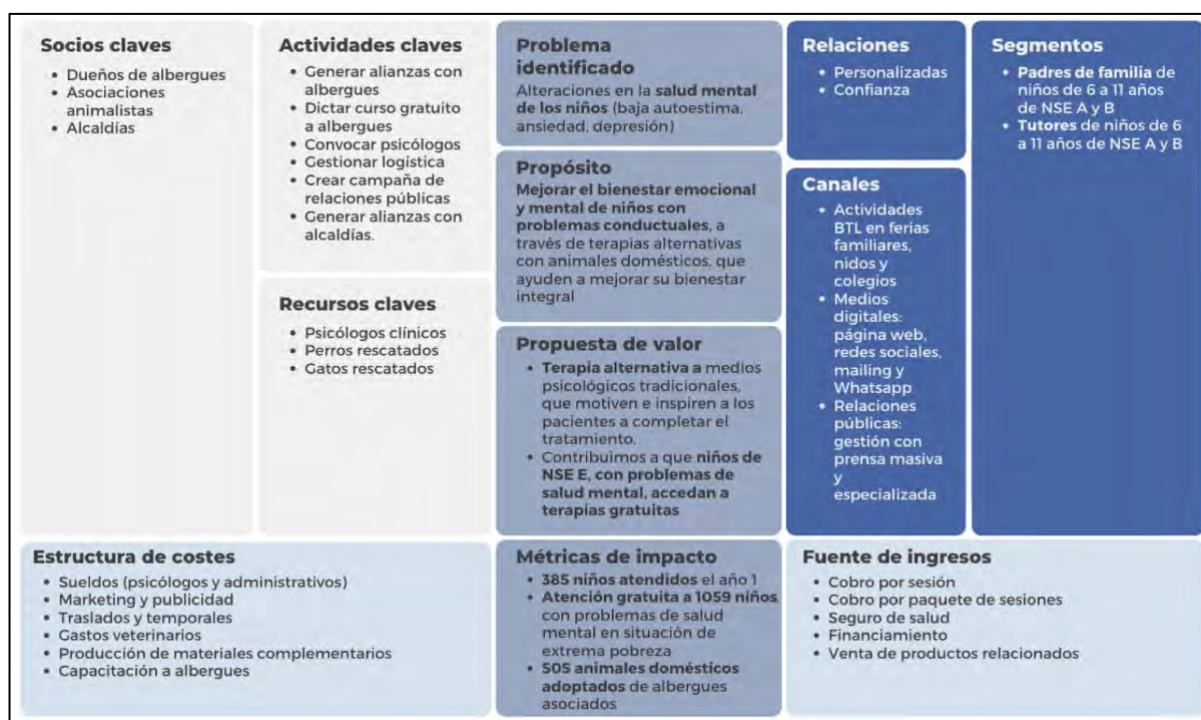 Socios claves
• Dueños de albergues
• Asociaciones
animalistas
• Alcaldías
Actividades claves
• Generar alianzas con
albergues
• Dictar curso gratuito
a albergues
• Convocar psicólogos
• Gestionar logística
• Crear campaña de
relaciones públicas
• Generar alianzas con
alcaldías.
Recursos claves
• Psicólogos clínicos
• Perros rescatados
• Gatos rescatados
Problema
identificado
Alteraciones en la salud mental
de los niños (baja autoestima,
ansiedad, depresión)
Propósito
Mejorar el bienestar emocional
y mental de niños con
problemas conductuales, a
través de terapias alternativas
con animales domésticos, que
ayuden a mejorar su bienestar
integral
Propuesta de valor
• Terapia alternativa a medios
psicológicos tradicionales,
que motiven e inspiren a los
pacientes a completar el
tratamiento.
• Contribuimos a que niños de
NSE E, con problemas de
salud mental, accedan a
terapias gratuitas
Relaciones
• Personalizadas
• Confianza
Canales
• Actividades
BTL en ferias
familiares,
nidos y
colegios
• Medios
digitales:
página web,
redes sociales,
mailing y
Whatsapp
• Relaciones
públicas:
gestión con
prensa masiva
y
especializada
Segmentos
• Padres de familia de
niños de 6 a 11 años
de NSE A y B
• Tutores de niños de 6
a 11 años de NSE A y B
Estructura de costes
• Sueldos (psicólogos y administrativos)
• Marketing y publicidad
• Traslados y temporales
• Gastos veterinarios
• Producción de materiales complementarios
• Capacitación a albergues
Métricas de impacto
• 385 niños atendidos el año 1
• Atención gratuita a 1059 niños
con problemas de salud
mental en situación de
extrema pobreza
• 505 animales domésticos
adoptados de albergues
asociados
Fuente de ingresos
• Cobro por sesión
• Cobro por paquete de sesiones
• Seguro de salud
• Financiamiento
• Venta de productos relacionados